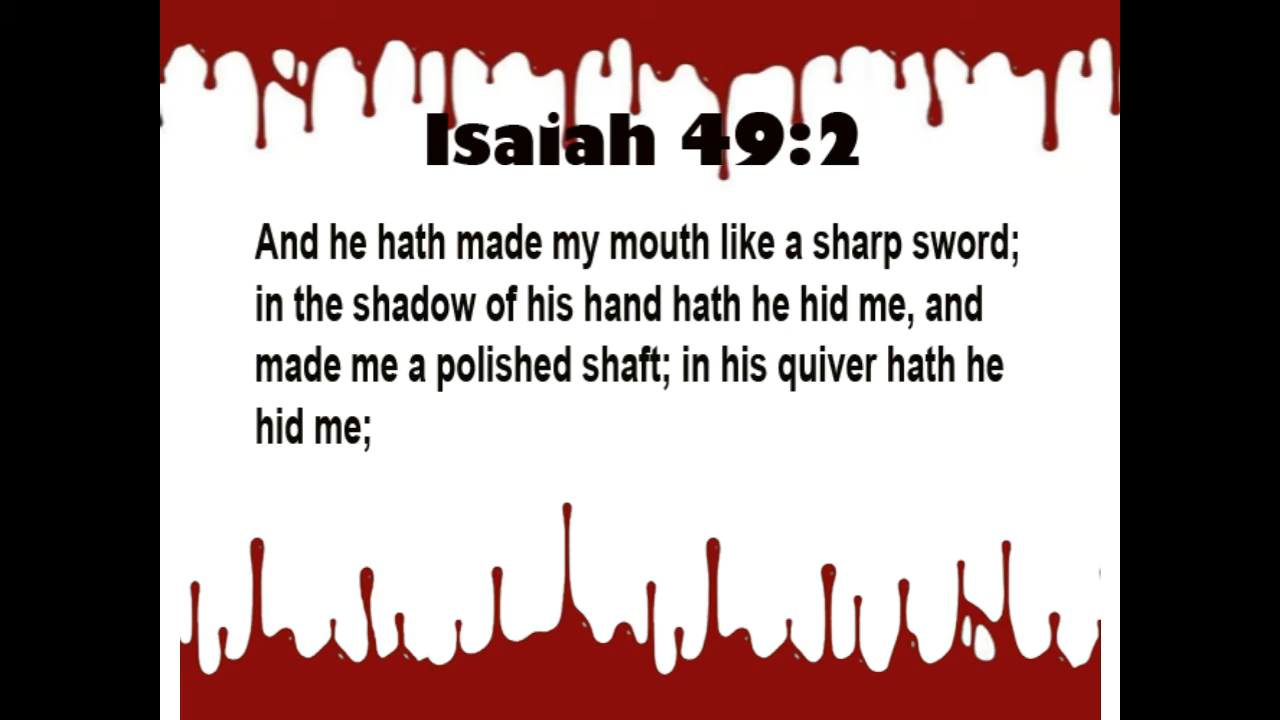 Isaiah 49:2
And he hath made my mouth like a sharp sword;
in the shadow of his hand hath he hid me, and
made me a polished shaft; in his quiver hath he
hid me;